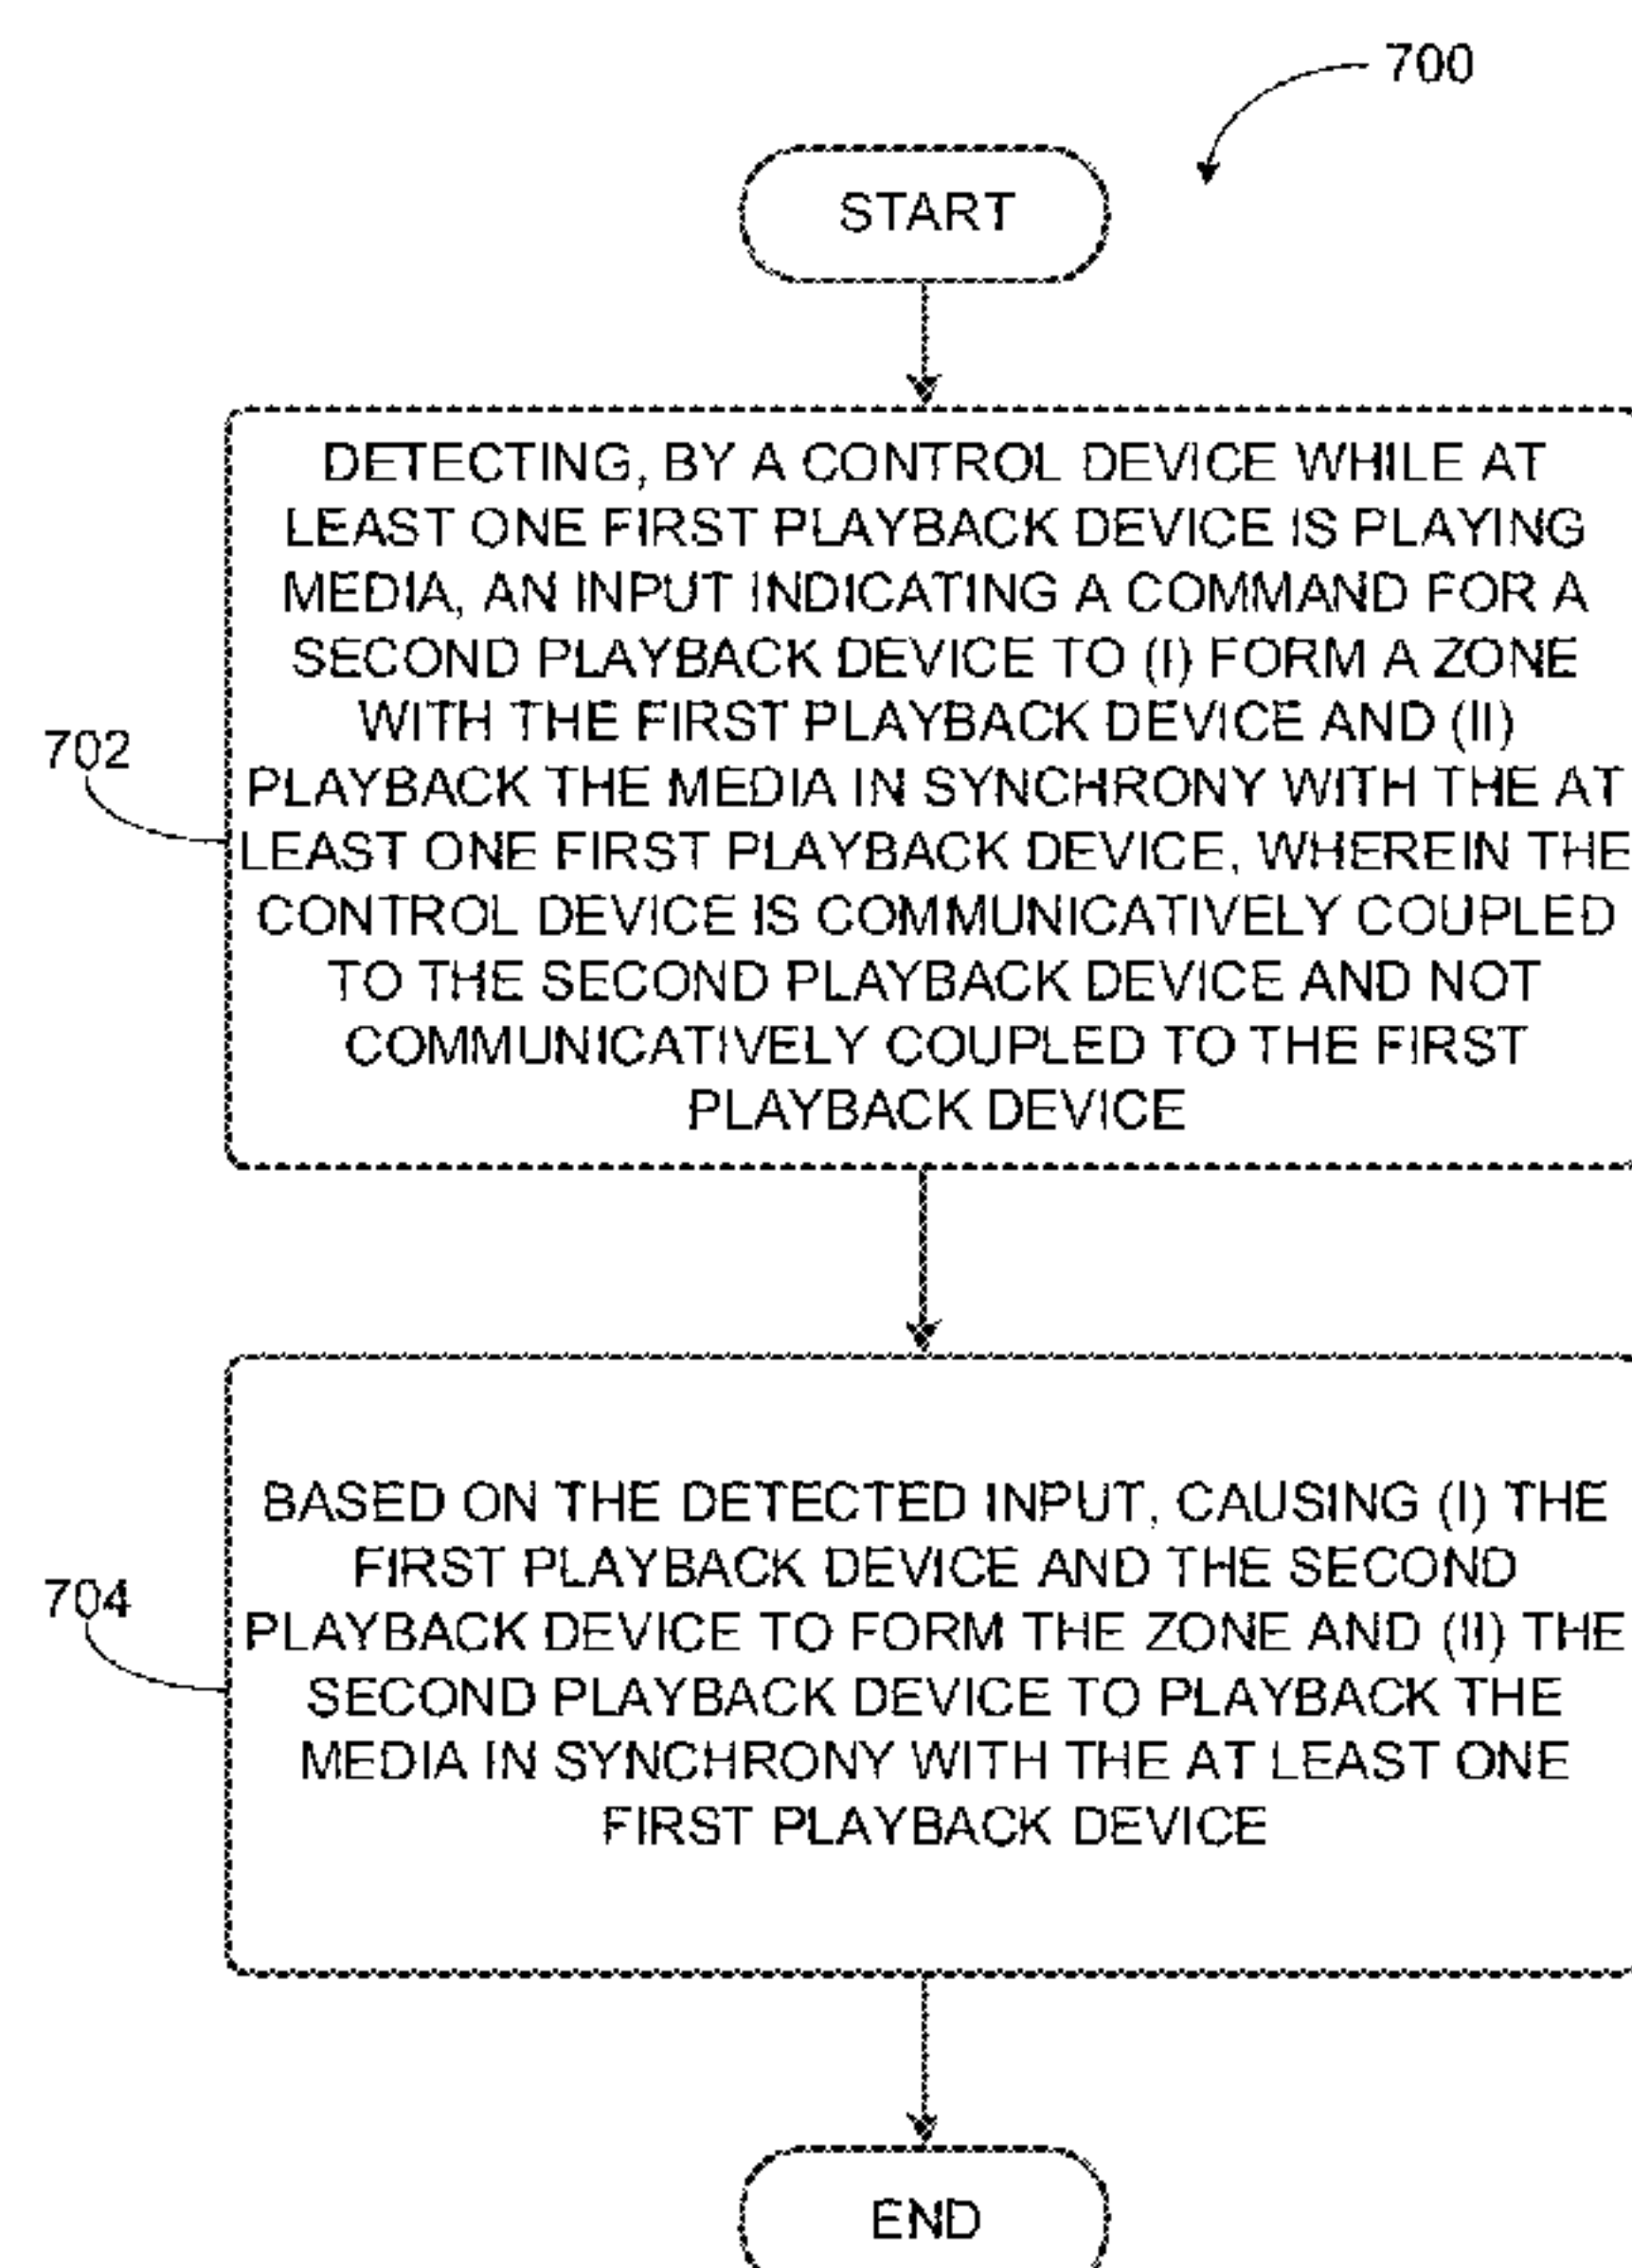 700
START
DETECTING, BY A CONTROL DEVICE WHILE AT
LEAST ONE FIRST PLAYBACK DEVICE IS PLAYING
MEDIA, AN INPUT INDICATING A COMMAND FOR A
SECOND PLAYBACK DEVICE TO (I) FORM A ZONE
WITH THE FIRST PLAYBACK DEVICE AND (II)
PLAYBACK THE MEDIA IN SYNCHRONY WITH THE AT
LEAST ONE FIRST PLAYBACK DEVICE, WHEREIN THE
CONTROL DEVICE IS COMMUNICATIVELY COUPLED
TO THE SECOND PLAYBACK DEVICE AND NOT
COMMUNICATIVELY COUPLED TO THE FIRST
PLAYBACK DEVICE
702
BASED ON THE DETECTED INPUT, CAUSING (I) THE
FIRST PLAYBACK DEVICE AND THE SECOND
PLAYBACK DEVICE TO FORM THE ZONE AND (II) THE
SECOND PLAYBACK DEVICE TO PLAYBACK THE
MEDIA IN SYNCHRONY WITH THE AT LEAST ONE
FIRST PLAYBACK DEVICE
704
END